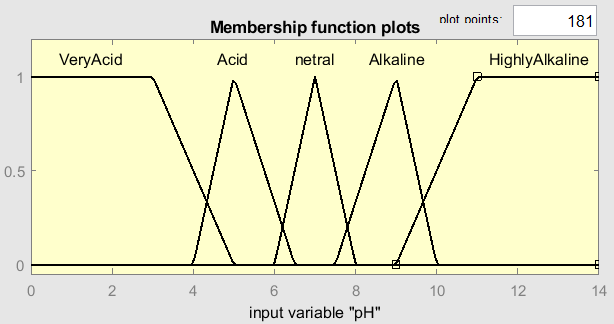 Membership function plots
plot points:
181
VeryAcid
Acid
netral
Alkaline
HighlyAlkaline
1
0.5
0
0 2 4 6 8 10 12 14
input variable "pH"